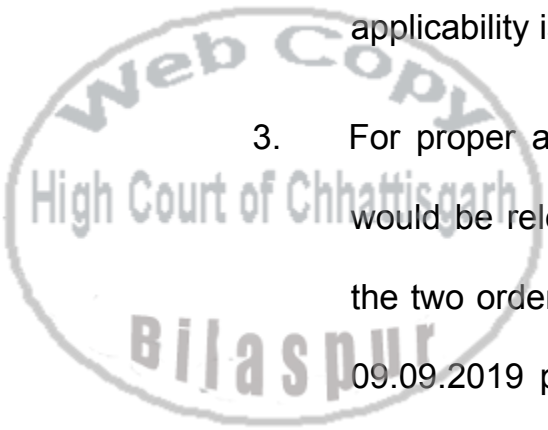 applicability i
Web Copy
3. For proper a
High Court of Chhattisgarh
would be rel
the two order
Bilaspur
09.09.2019 p